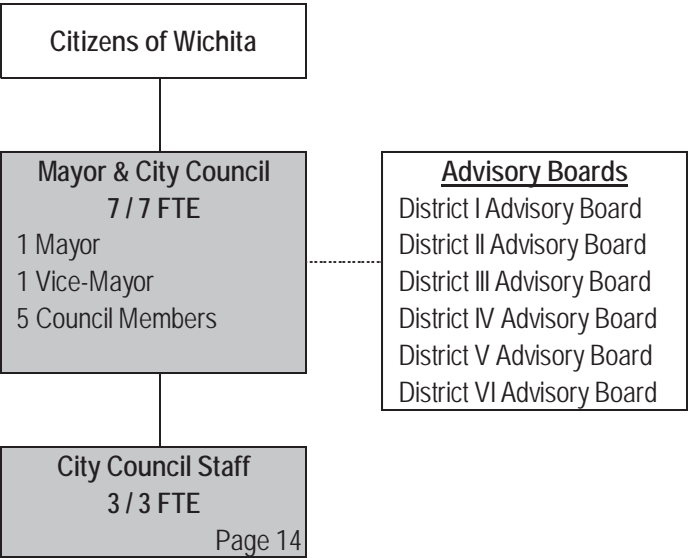 Citizens of Wichita
Mayor & City Council
7 / 7 FTE
1 Mayor
1 Vice-Mayor
5 Council Members
Advisory Boards
District I Advisory Board
District II Advisory Board
District III Advisory Board
District IV Advisory Board
District V Advisory Board
District VI Advisory Board
City Council Staff
3 / 3 FTE
Page 14